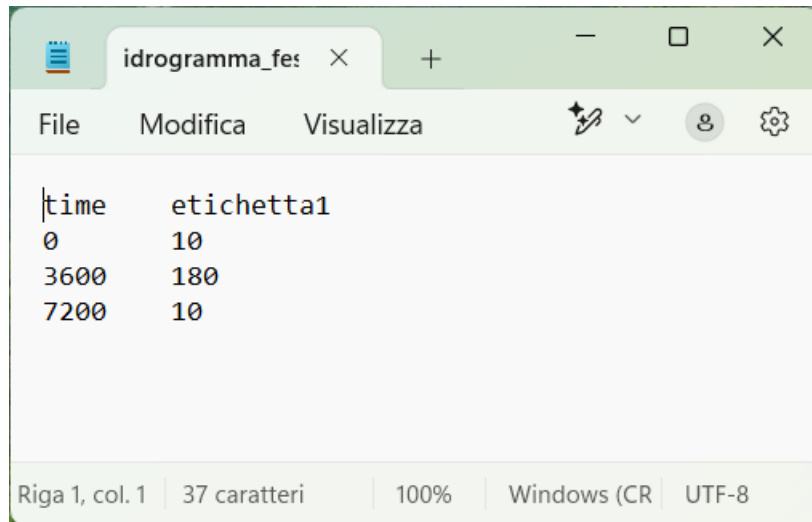 idrogramma_fes
File Modifica Visualizza
time etichetta1
0 10
3600 180
7200 10
Riga 1, col. 1 37 caratteri 100% Windows (CR UTF-8